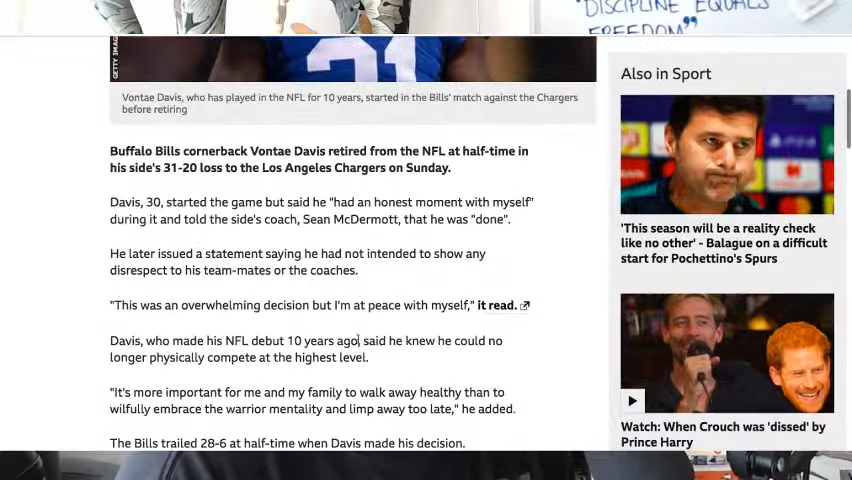 "DISCIPLINE EQUALS
FREEDOM"
GETTY IMAG
21
Vontae Davis, who has played in the NFL for 10 years, started in the Bills' match against the Chargers
before retiring
Buffalo Bills cornerback Vontae Davis retired from the NFL at half-time in
his side's 31-20 loss to the Los Angeles Chargers on Sunday.
Davis, 30, started the game but said he "had an honest moment with myself"
during it and told the side's coach, Sean McDermott, that he was "done".
He later issued a statement saying he had not intended to show any
disrespect to his team-mates or the coaches.
"This was an overwhelming decision but I'm at peace with myself," it read.
Davis, who made his NFL debut 10 years ago, said he knew he could no
longer physically compete at the highest level.
"It's more important for me and my family to walk away healthy than to
wilfully embrace the warrior mentality and limp away too late," he added.
The Bills trailed 28-6 at half-time when Davis made his decision.
Also in Sport
'This season will be a reality check
like no other' - Balague on a difficult
start for Pochettino's Spurs
Watch: When Crouch was 'dissed' by
Prince Harry